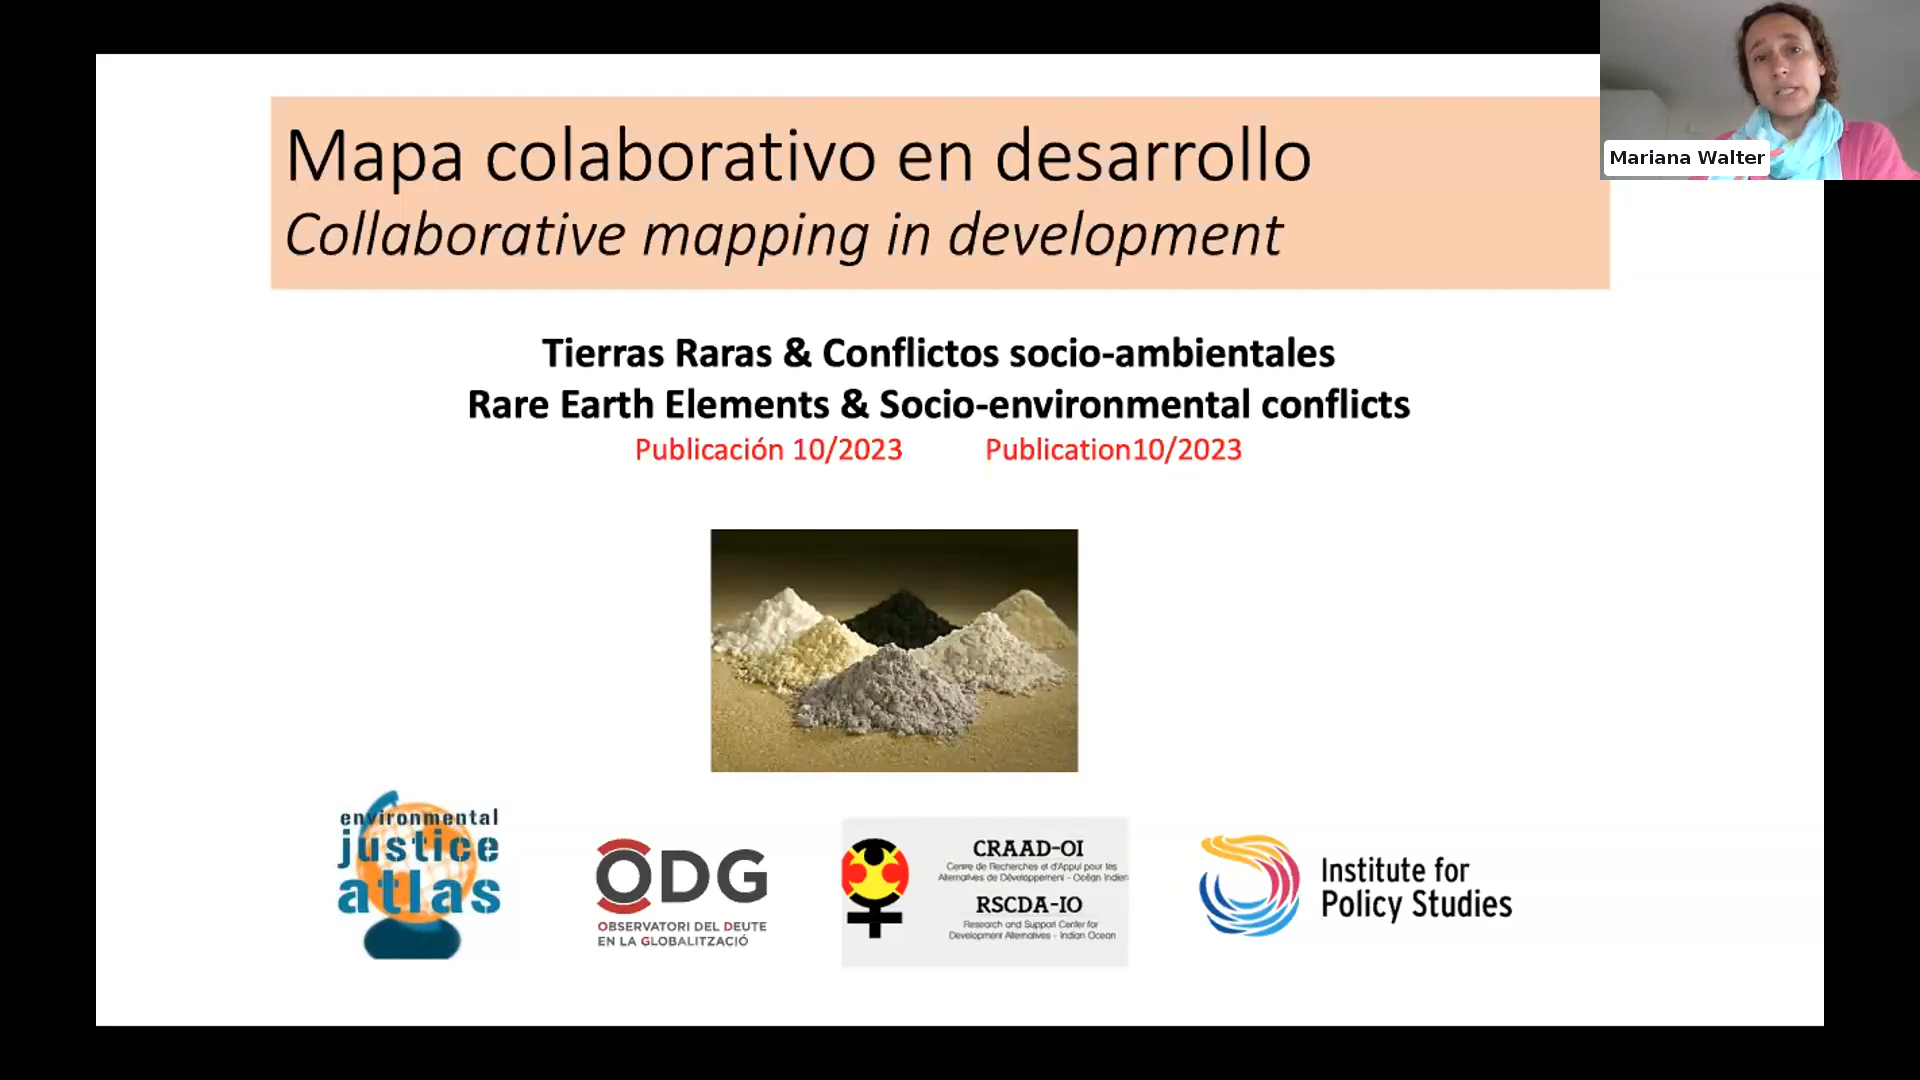 Mapa colaborativo en desarrollo
Collaborative mapping in development
Mariana Walter
Tierras Raras & Conflictos socio-ambientales
Rare Earth Elements & Socio-environmental conflicts
Publicación 10/2023 Publication10/2023
environmental
justice
atlas
ODG
OBSERVATORI DEL DEUTE
EN LA GLOBALITZACIÓ
CRAAD-OI
Centre de Recherches et d'Appui pour les
Alternatives de Développement - Océan Indien
RSCDA-IO
Research and Support Center for
Development Alternatives - Indian Ocean
Institute for
Policy Studies